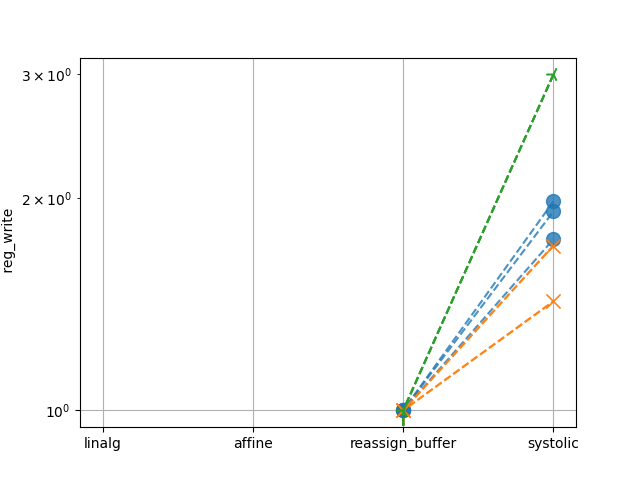 reg_write
3 × 10⁰
2 × 10⁰
10⁰
linalg affine reassign_buffer systolic